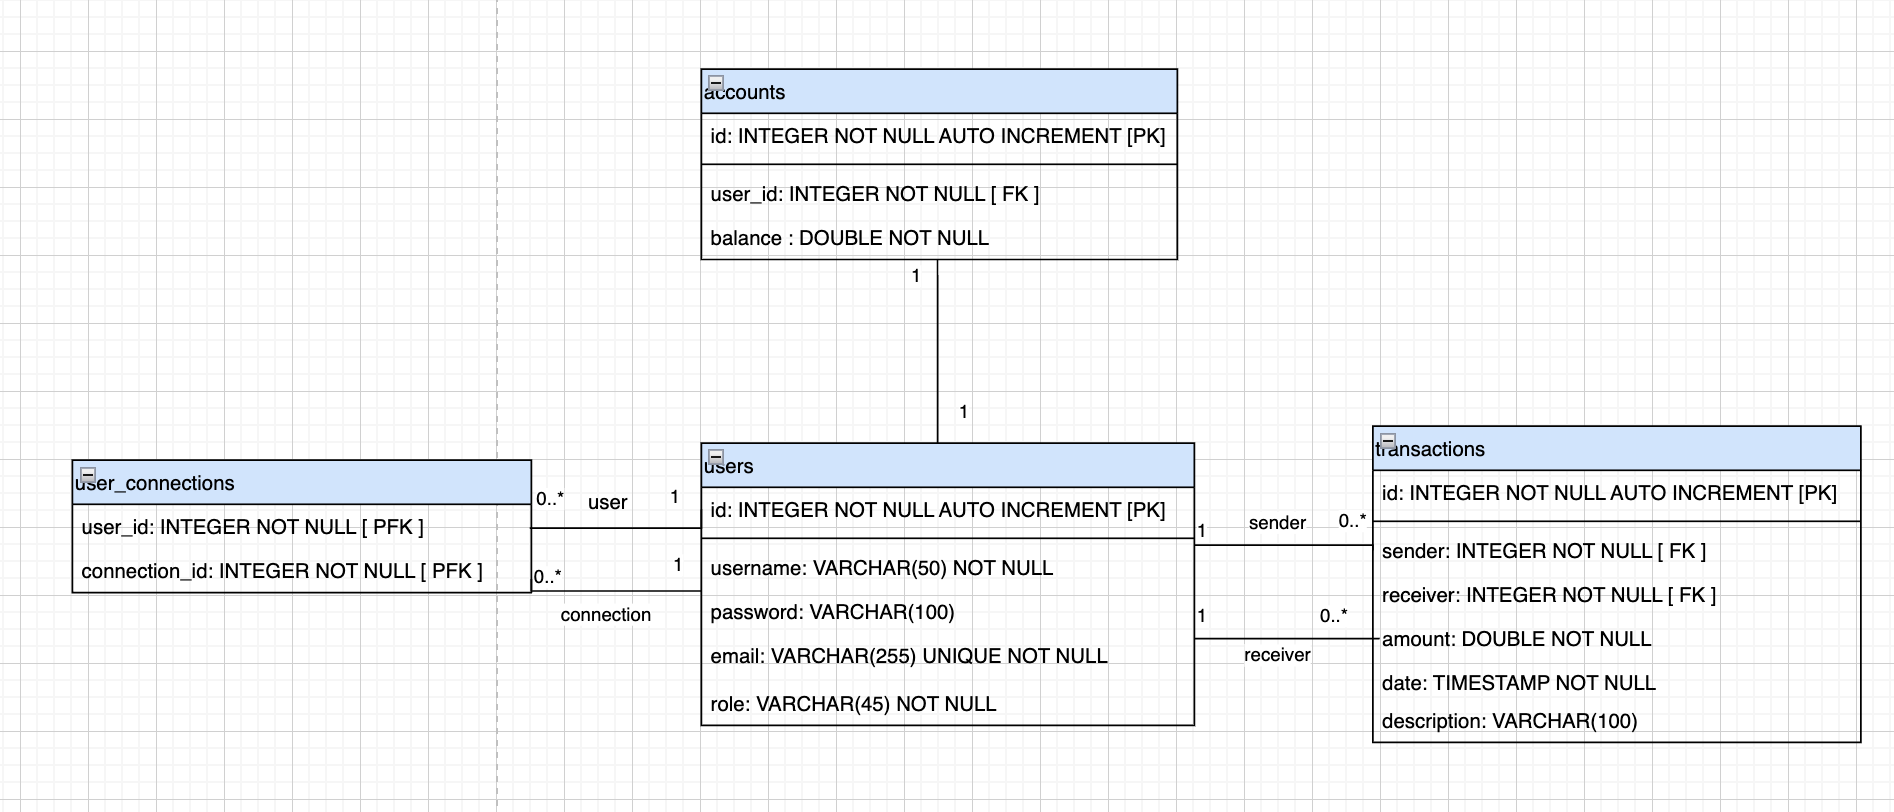 accounts
id: INTEGER NOT NULL AUTO INCREMENT [PK]
user_id: INTEGER NOT NULL [ FK ]
balance : DOUBLE NOT NULL
1
1
user_connections
user_id: INTEGER NOT NULL [ PFK ]
connection_id: INTEGER NOT NULL [ PFK ]
0..* user 1
0..* 1
connection
users
id: INTEGER NOT NULL AUTO INCREMENT [PK]
username: VARCHAR(50) NOT NULL
password: VARCHAR(100)
email: VARCHAR(255) UNIQUE NOT NULL
role: VARCHAR(45) NOT NULL
1 sender 0..*
1 0..*
receiver
transactions
id: INTEGER NOT NULL AUTO INCREMENT [PK]
sender: INTEGER NOT NULL [ FK ]
receiver: INTEGER NOT NULL [ FK ]
amount: DOUBLE NOT NULL
date: TIMESTAMP NOT NULL
description: VARCHAR(100)